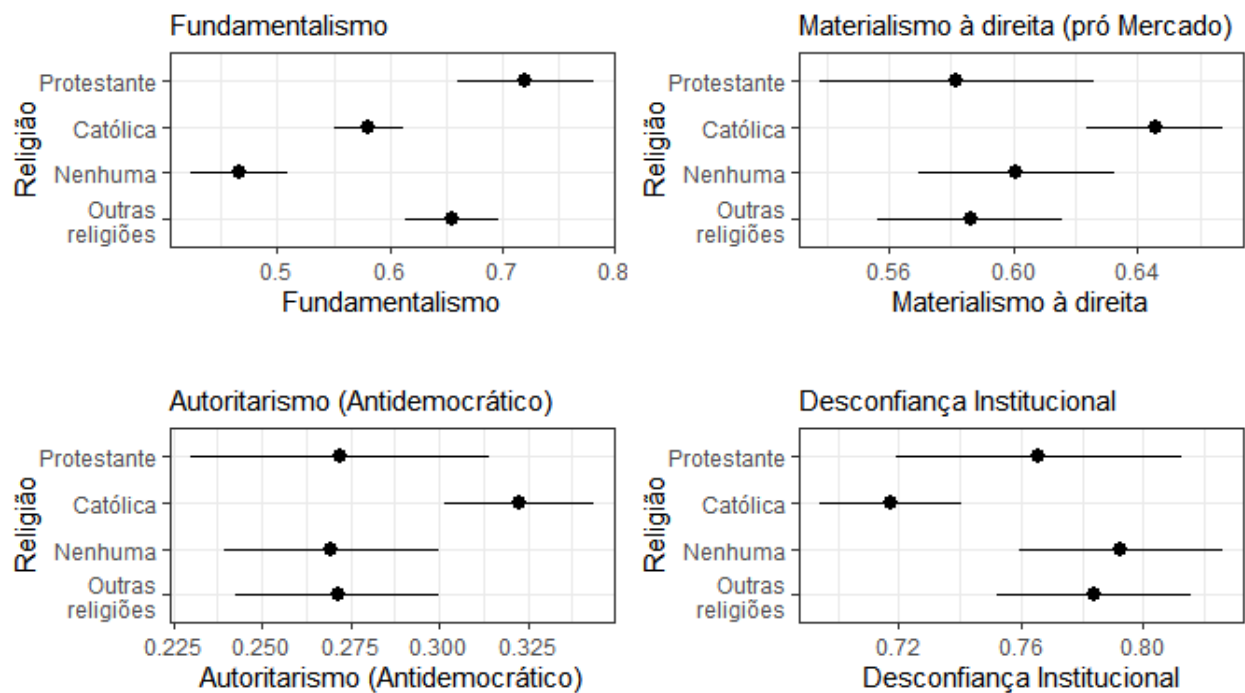 Fundamentalismo
Religião
Protestante
Católica
Nenhuma
Outras
religiões
0.5 0.6 0.7 0.8
Fundamentalismo
Materialismo à direita (pró Mercado)
Religião
Protestante
Católica
Nenhuma
Outras
religiões
0.56 0.60 0.64
Materialismo à direita
Autoritarismo (Antidemocrático)
Religião
Protestante
Católica
Nenhuma
Outras
religiões
0.225 0.250 0.275 0.300 0.325
Autoritarismo (Antidemocrático)
Desconfiança Institucional
Religião
Protestante
Católica
Nenhuma
Outras
religiões
0.72 0.76 0.80
Desconfiança Institucional